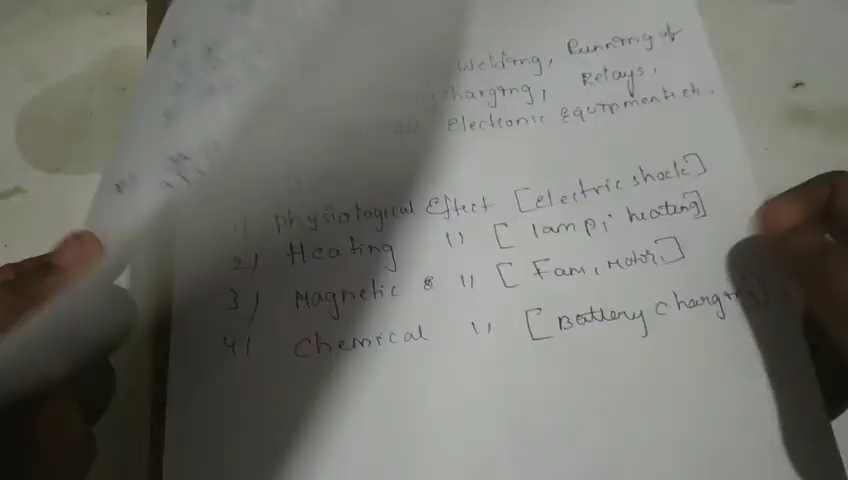 Welding, Running of
charging, Relays,
electronic equipment etc.
1) Physiological Effect [electric shock]
2) Heating " [lamp, heating]
3) Magnetic " [Fan, Motor,]
4) Chemical " [Battery charging]